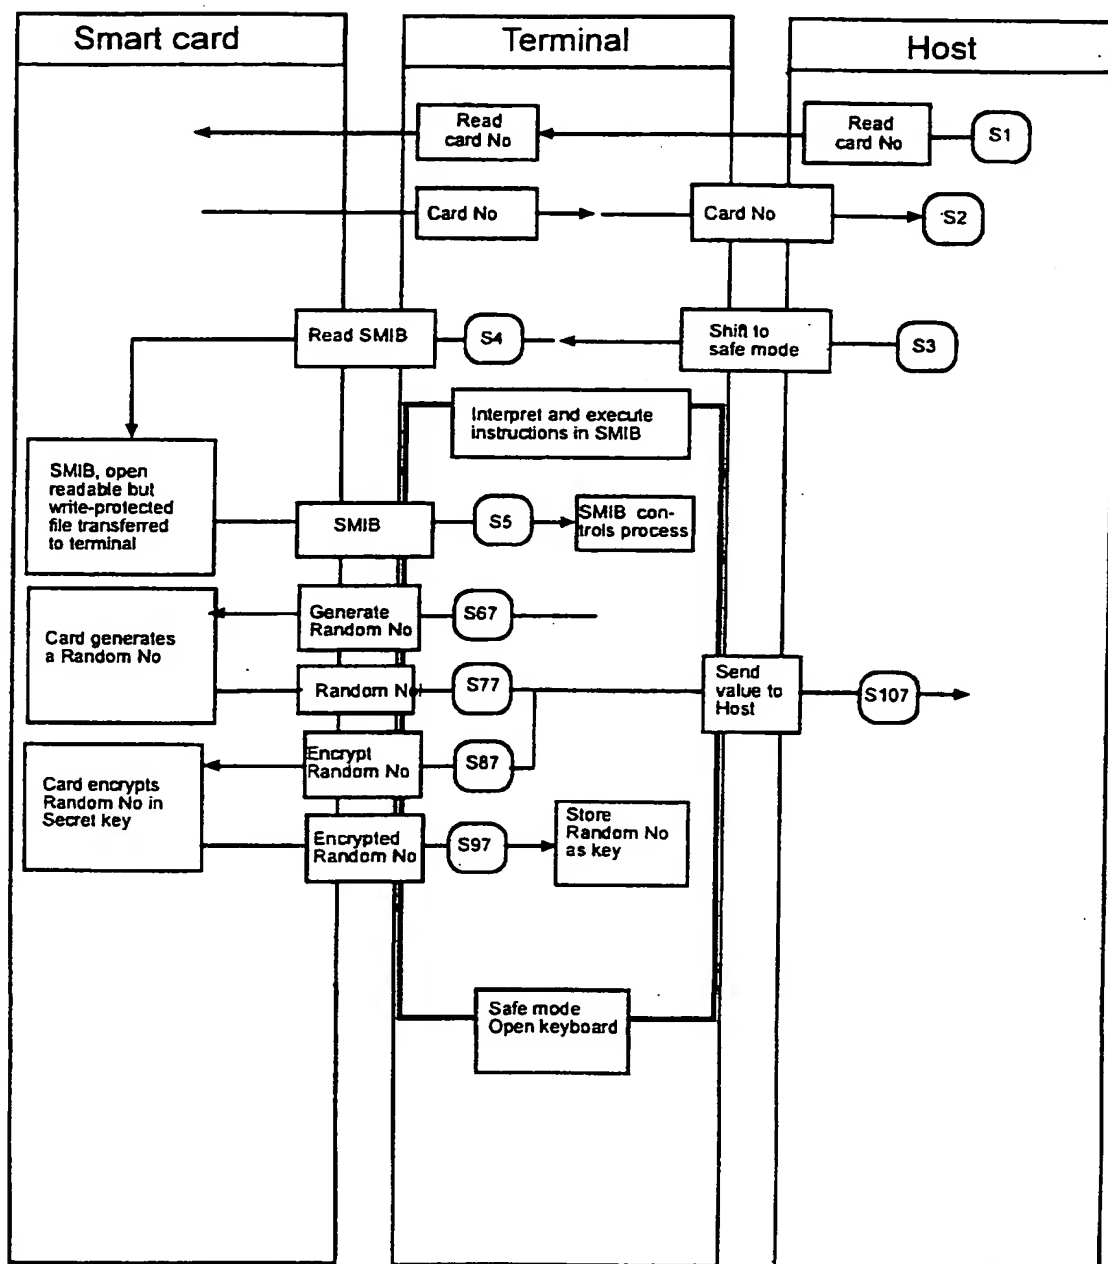 Smart card
Terminal
Host
Read
card No
Read
card No
S1
Card No
Card No
S2
Read SMIB
S4
Shift to
safe mode
S3
Interpret and execute
instructions in SMIB
SMIB, open
readable but
write-protected
file transferred
to terminal
SMIB
S5
SMIB con-
trols process
Card generates
a Random No
Generate
Random No
S67
Random No
S77
Send
value to
Host
S107
Card encrypts
Random No in
Secret key
Encrypt
Random No
S87
Encrypted
Random No
S97
Store
Random No
as key
Safe mode
Open keyboard